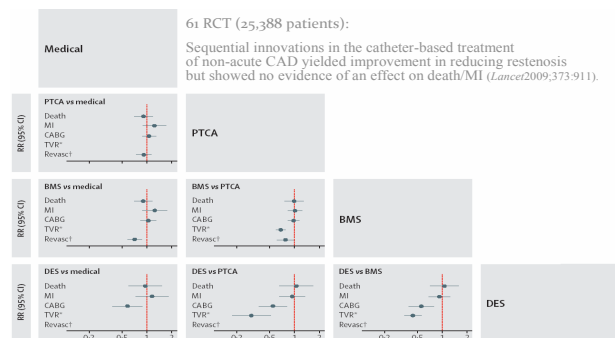 61 RCT (25,388 patients):
Medical
Sequential innovations in the catheter-based treatment
of non-acute CAD yielded improvement in reducing restenosis
but showed no evidence of an effect on death/MI (Lancet2009;373:911).
RR (95% CI)
PTCA vs medical
Death
MI
CABG
TVR*
Revasc†
PTCA
RR (95% CI)
BMS vs medical
Death
MI
CABG
TVR*
Revasc†
BMS vs PTCA
Death
MI
CABG
TVR*
Revasc†
BMS
RR (95% CI)
DES vs medical
Death
MI
CABG
TVR*
Revasc†
0·2 0·5 1 2
DES vs PTCA
Death
MI
CABG
TVR*
Revasc†
0·2 0·5 1 2
DES vs BMS
Death
MI
CABG
TVR*
Revasc†
0·2 0·5 1 2
DES